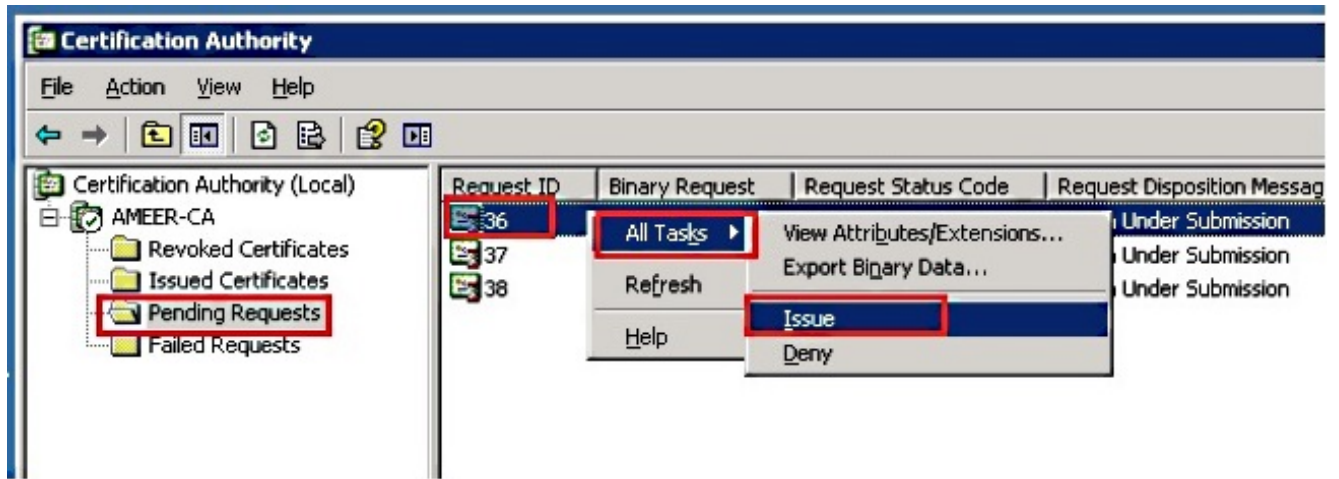 Certification Authority
File Action View Help
Certification Authority (Local)
AMEER-CA
Revoked Certificates
Issued Certificates
Pending Requests
Failed Requests
Request ID Binary Request Request Status Code Request Disposition Messag
36 Under Submission
37 Under Submission
38 Under Submission
All Tasks
Refresh
Help
View Attributes/Extensions...
Export Binary Data...
Issue
Deny